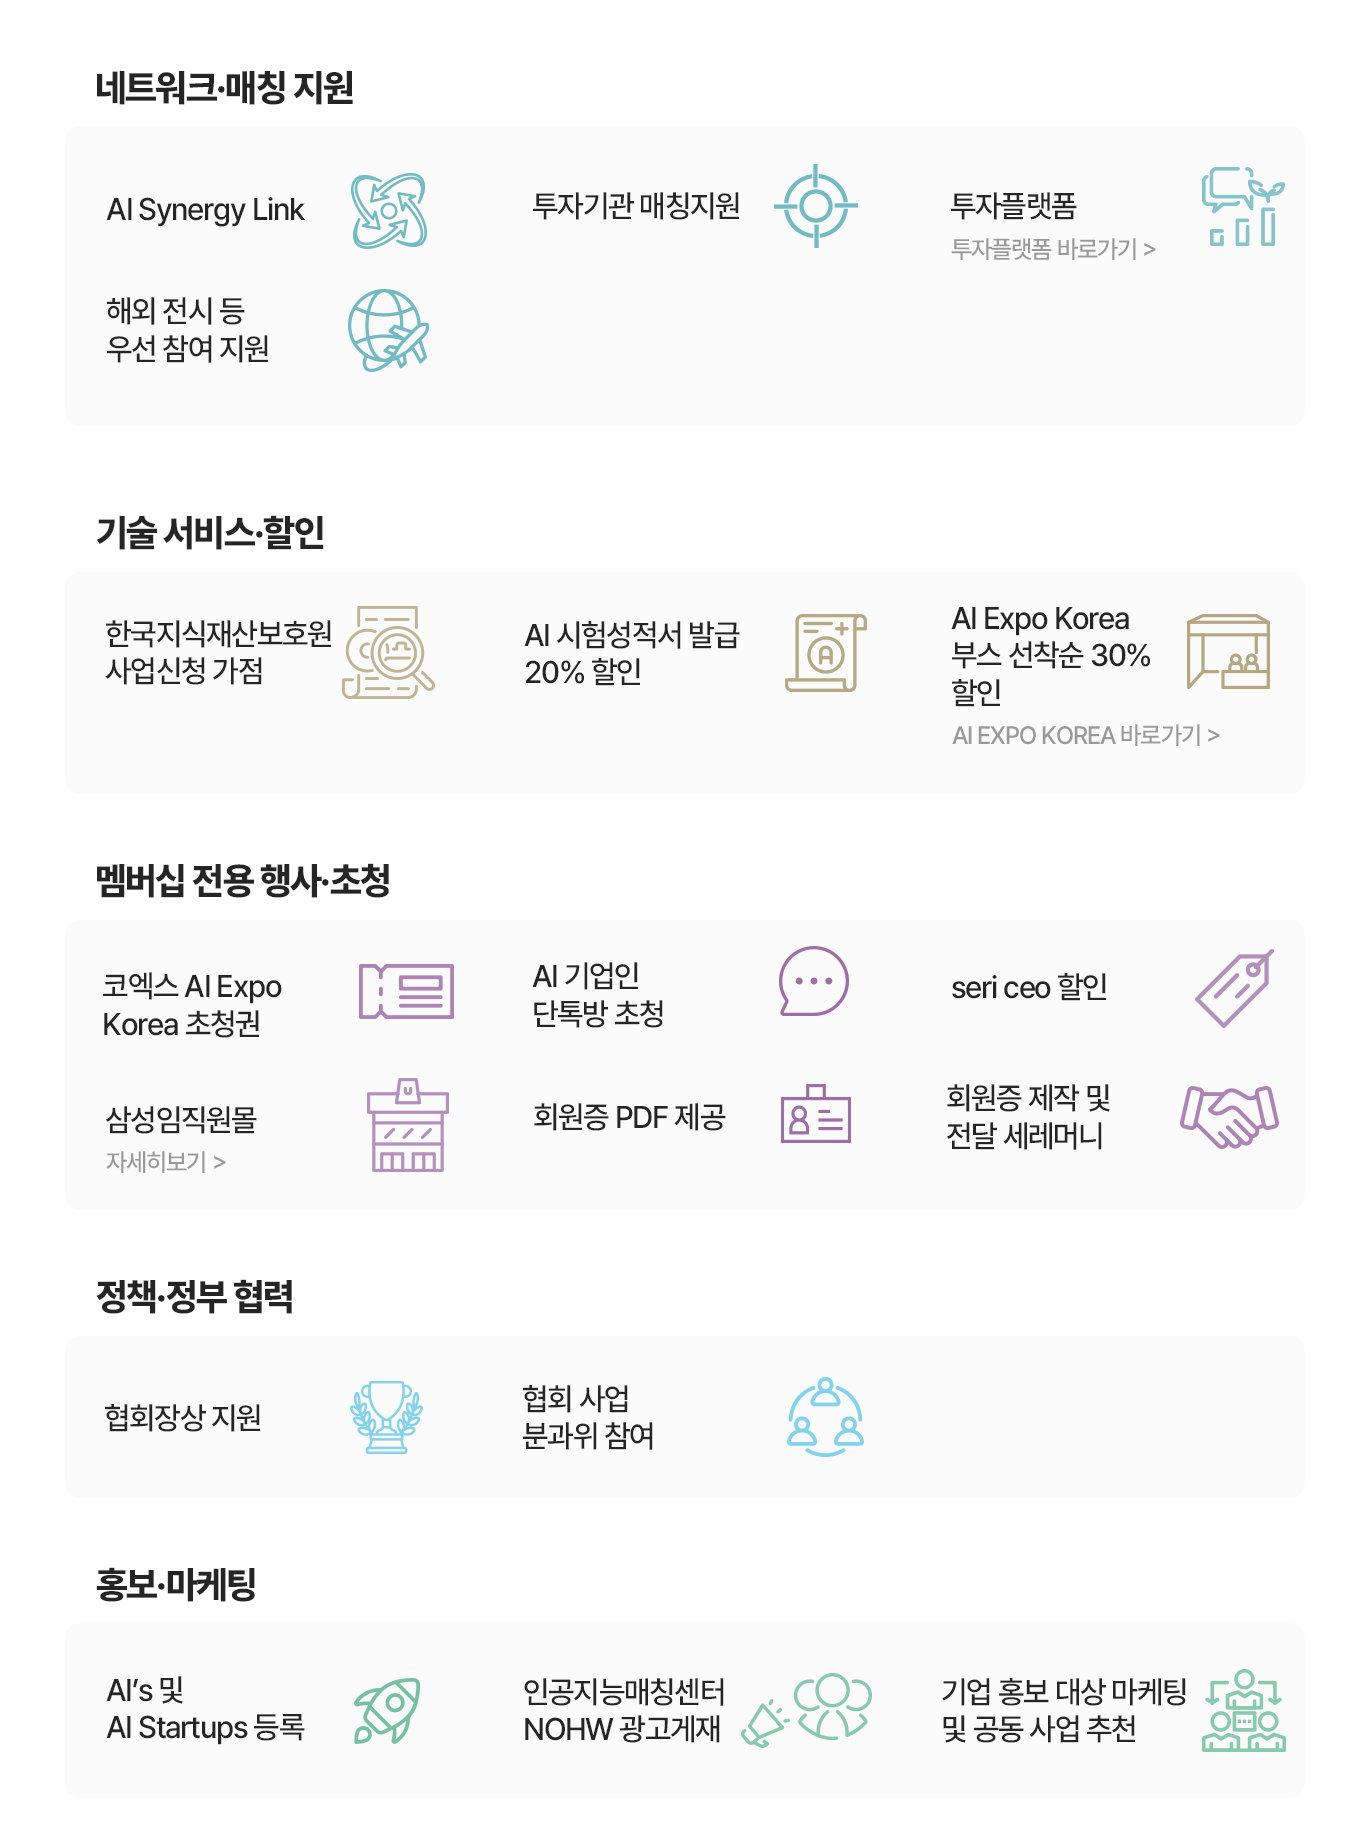 네트워크·매칭 지원
AI Synergy Link
투자기관 매칭지원
투자플랫폼
투자플랫폼 바로가기 >
해외 전시 등
우선 참여 지원
기술 서비스·할인
한국지식재산보호원
사업신청 가점
AI 시험성적서 발급
20% 할인
AI Expo Korea
부스 선착순 30%
할인
AI EXPO KOREA 바로가기 >
멤버십 전용 행사·초청
코엑스 AI Expo
Korea 초청권
AI 기업인
단톡방 초청
seri ceo 할인
삼성임직원몰
자세히보기 >
회원증 PDF 제공
회원증 제작 및
전달 세레머니
정책·정부 협력
협회장상 지원
협회 사업
분과위 참여
홍보·마케팅
AI’s 및
AI Startups 등록
인공지능매칭센터
NOHW 광고게재
기업 홍보 대상 마케팅
및 공동 사업 추천